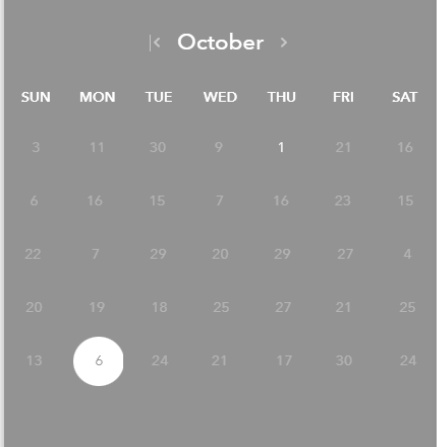 |< October >
SUN MON TUE WED THU FRI SAT
3 11 30 9 1 21 16
6 16 15 7 16 23 15
22 7 29 20 29 27 4
20 19 18 25 27 21 25
13 6 24 21 17 30 24